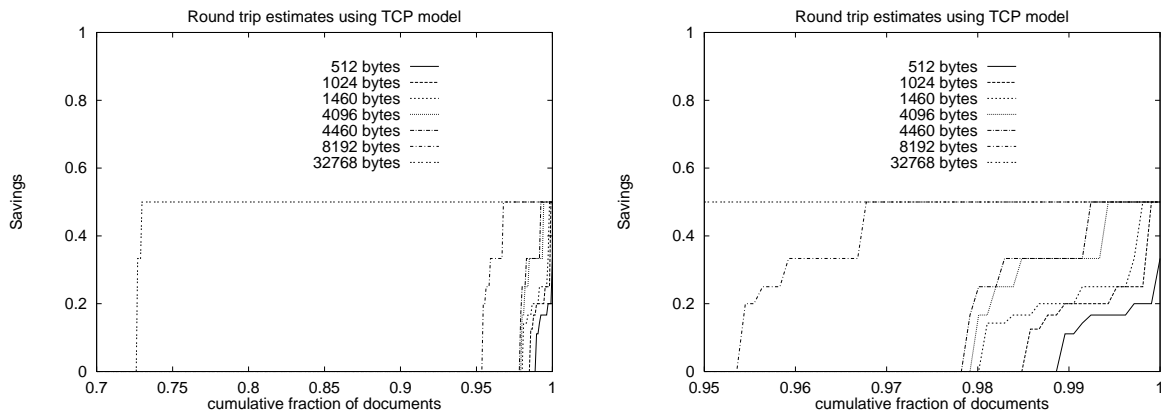 Round trip estimates using TCP model
1
0.8
0.6
0.4
0.2
0
Savings
512 bytes
1024 bytes
1460 bytes
4096 bytes
4460 bytes
8192 bytes
32768 bytes
0.7 0.75 0.8 0.85 0.9 0.95 1
cumulative fraction of documents
Round trip estimates using TCP model
1
0.8
0.6
0.4
0.2
0
Savings
512 bytes
1024 bytes
1460 bytes
4096 bytes
4460 bytes
8192 bytes
32768 bytes
0.95 0.96 0.97 0.98 0.99 1
cumulative fraction of documents